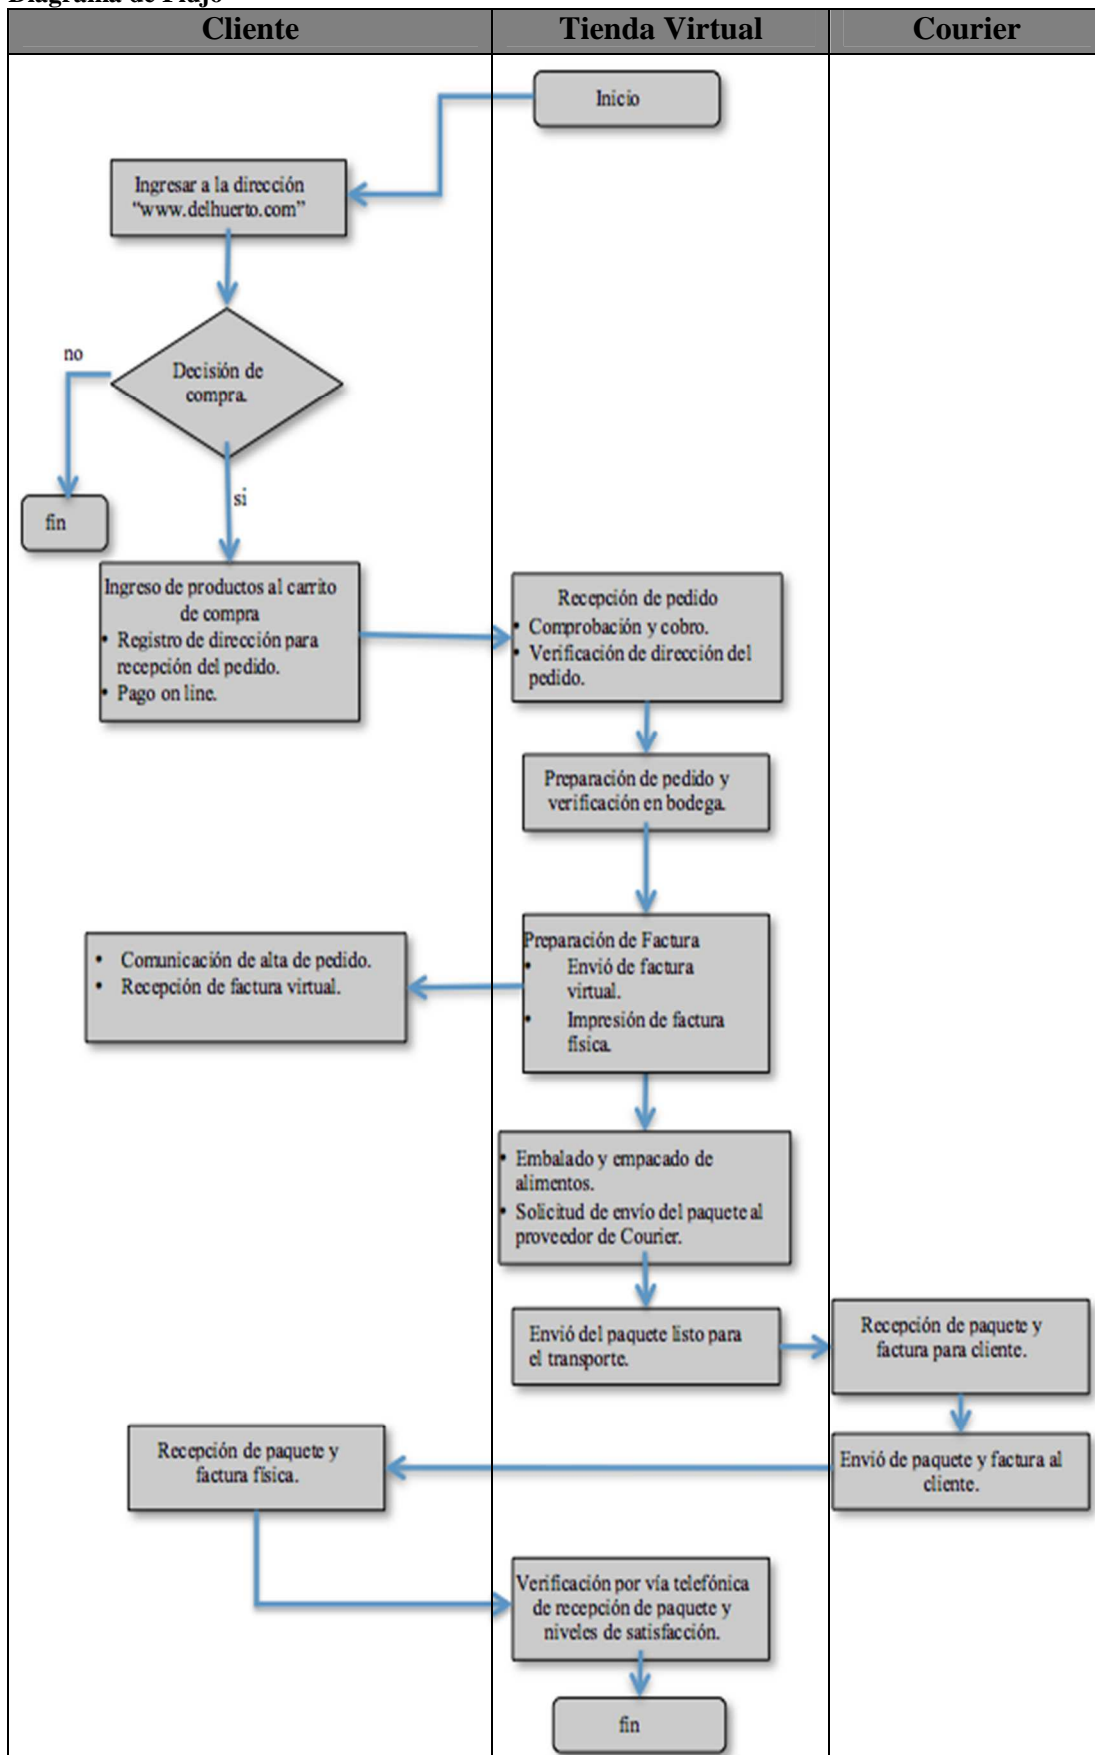 Diagrama de Flujo
Cliente
Tienda Virtual
Courier
Inicio
Ingresar a la dirección
“www.delhuerto.com”
Decisión de
compra.
no
si
fin
Ingreso de productos al carrito
de compra
• Registro de dirección para
recepción del pedido.
• Pago on line.
Recepción de pedido
• Comprobación y cobro.
• Verificación de dirección del
pedido.
Preparación de pedido y
verificación en bodega.
Preparación de Factura
• Envió de factura
virtual.
• Impresión de factura
física.
• Comunicación de alta de pedido.
• Recepción de factura virtual.
• Embalado y empacado de
alimentos.
• Solicitud de envío del paquete al
proveedor de Courier.
Envió del paquete listo para
el transporte.
Recepción de paquete y
factura para cliente.
Envió de paquete y factura al
cliente.
Recepción de paquete y
factura física.
Verificación por vía telefónica
de recepción de paquete y
niveles de satisfacción.
fin